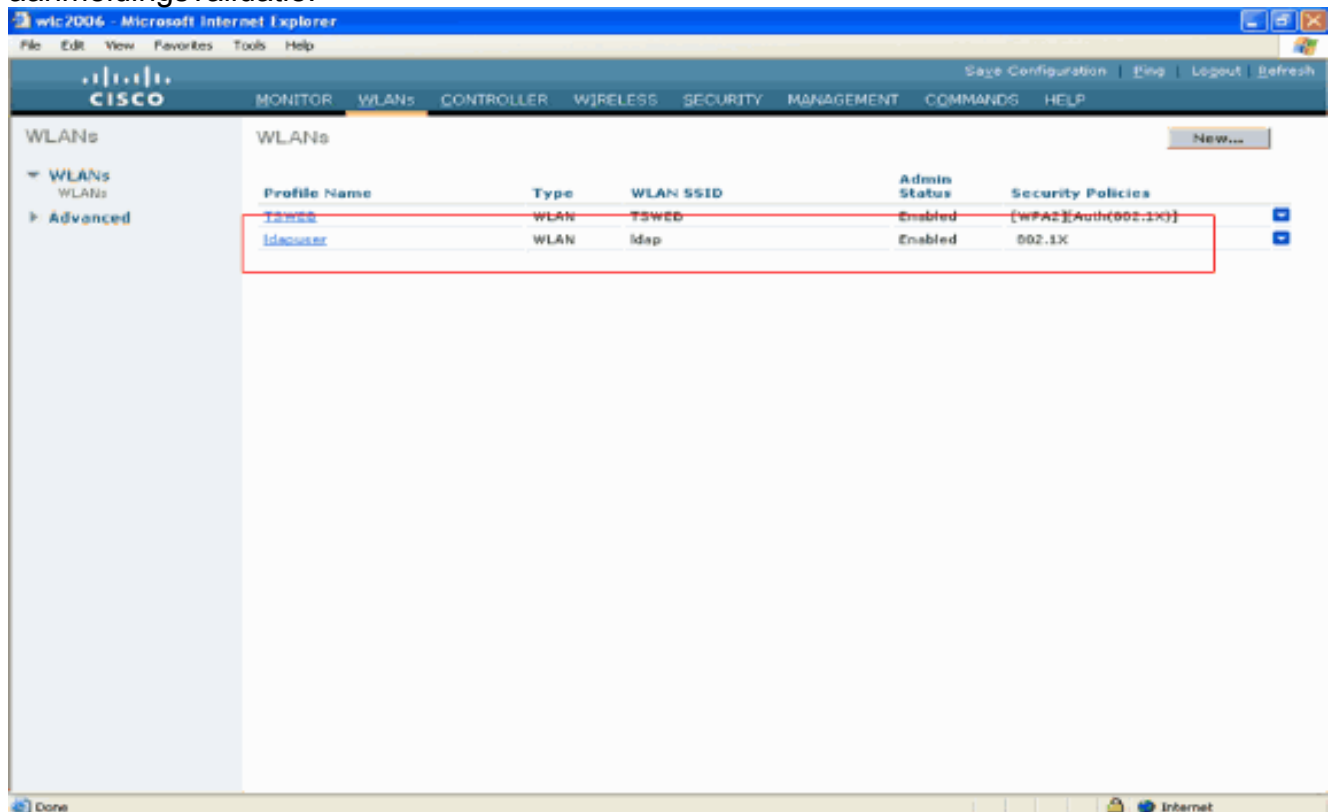 aanmeldingsvalidatie.
wlc2006 - Microsoft Internet Explorer
File Edit View Favorites Tools Help
Save Configuration | Ping | Logout | Refresh
CISCO
MONITOR WLANs CONTROLLER WIRELESS SECURITY MANAGEMENT COMMANDS HELP
WLANs
WLANs
WLANs
Advanced
WLANs
New...
Profile Name Type WLAN SSID Admin Status Security Policies
TSWEB WLAN TSWEB Enabled [WPA2][Auth(802.1X)]
ldapuser WLAN ldap Enabled 802.1X
Done
Internet